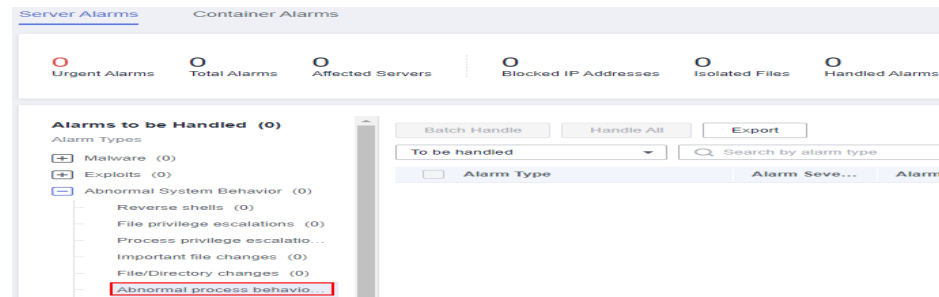 Server Alarms Container Alarms
0 0 0 0 0 0
Urgent Alarms Total Alarms Affected Servers Blocked IP Addresses Isolated Files Handled Alarms
Alarms to be Handled (0)
Alarm Types
Malware (0)
Exploits (0)
Abnormal System Behavior (0)
Reverse shells (0)
File privilege escalations (0)
Process privilege escalatio...
Important file changes (0)
File/Directory changes (0)
Abnormal process behavio...
Batch Handle Handle All Export
To be handled Search by alarm type
Alarm Type Alarm Seve... Alarm